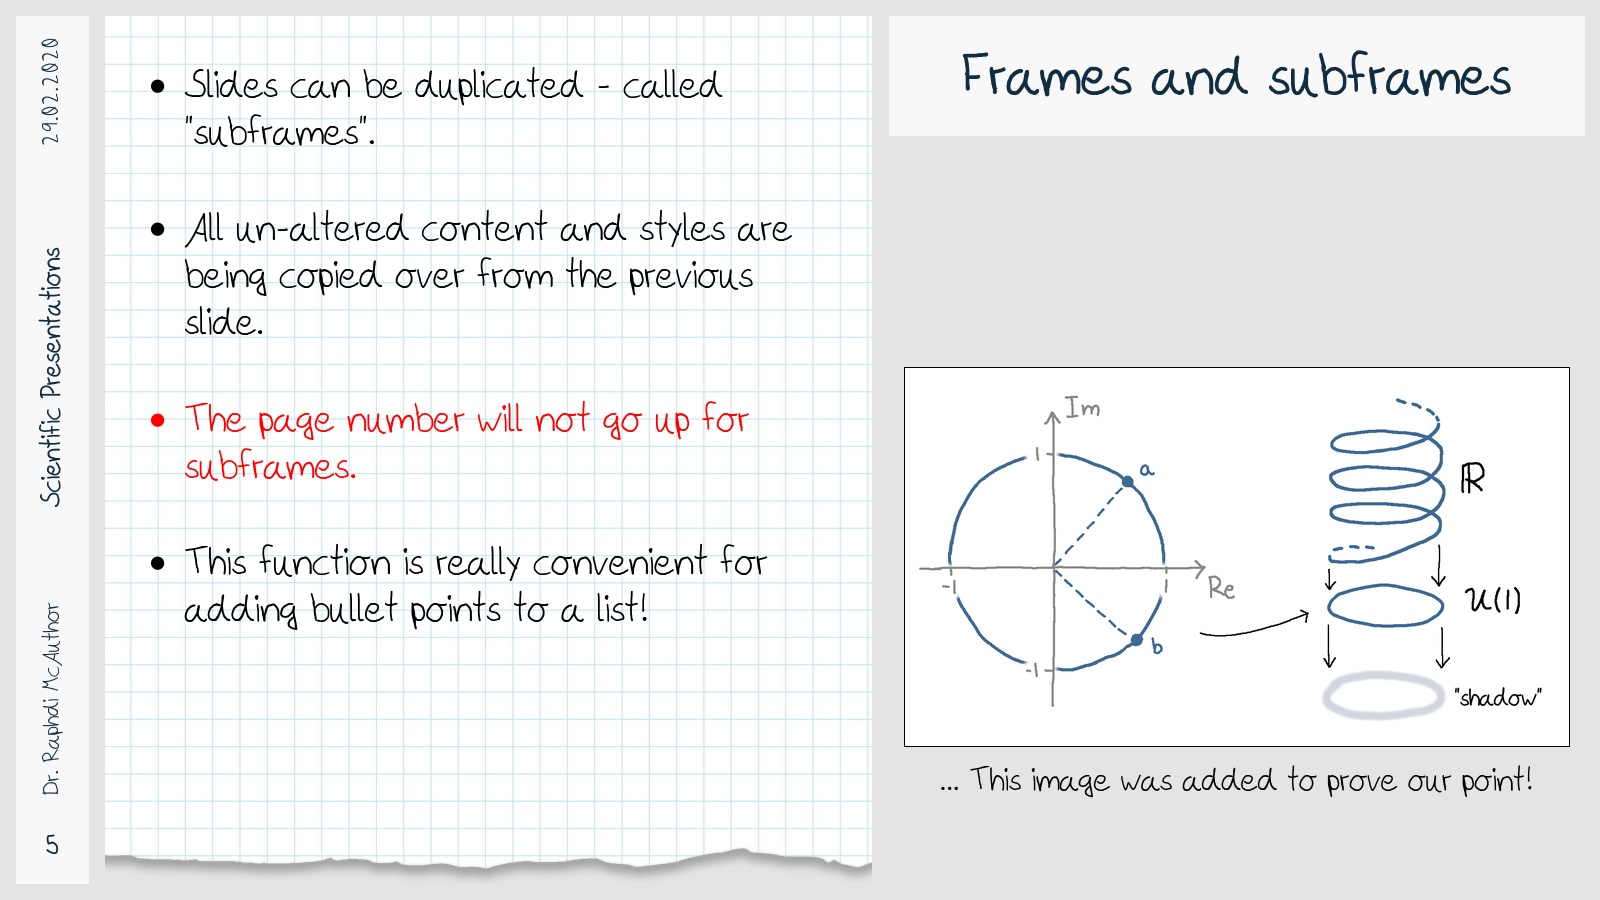 29.02.2020
Scientific Presentations
Dr. Raphdi McAuthor
5
• Slides can be duplicated - called
"subframes".
• All un-altered content and styles are
being copied over from the previous
slide.
• The page number will not go up for
subframes.
• This function is really convenient for
adding bullet points to a list!
Frames and subframes
Im
1
a
-1
Re
-1
b
ℝ
U(1)
"shadow"
... This image was added to prove our point!